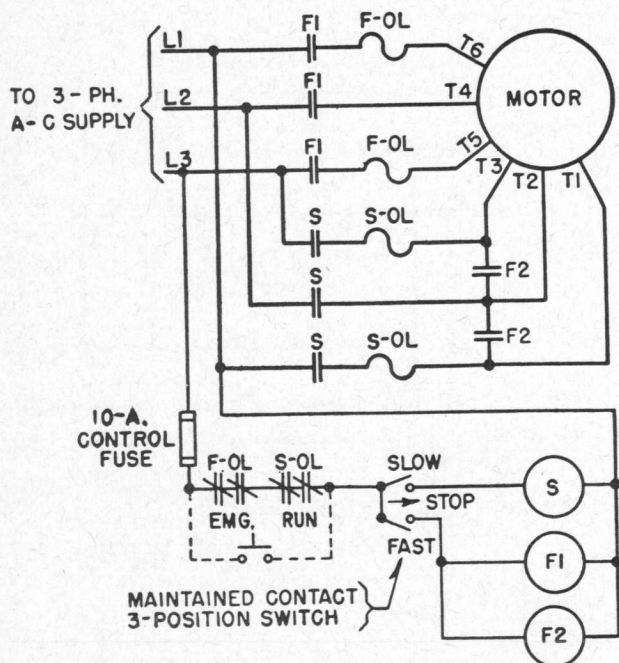 L1
F1
F-OL
T6
TO 3-PH.
A-C SUPPLY
L2
F1
T4
MOTOR
L3
F1
F-OL
T5
T3
T2
T1
S
S-OL
F2
S
F2
S
S-OL
10-A.
CONTROL
FUSE
F-OL
S-OL
SLOW
STOP
S
EMG.
RUN
FAST
F1
MAINTAINED CONTACT
3-POSITION SWITCH
F2